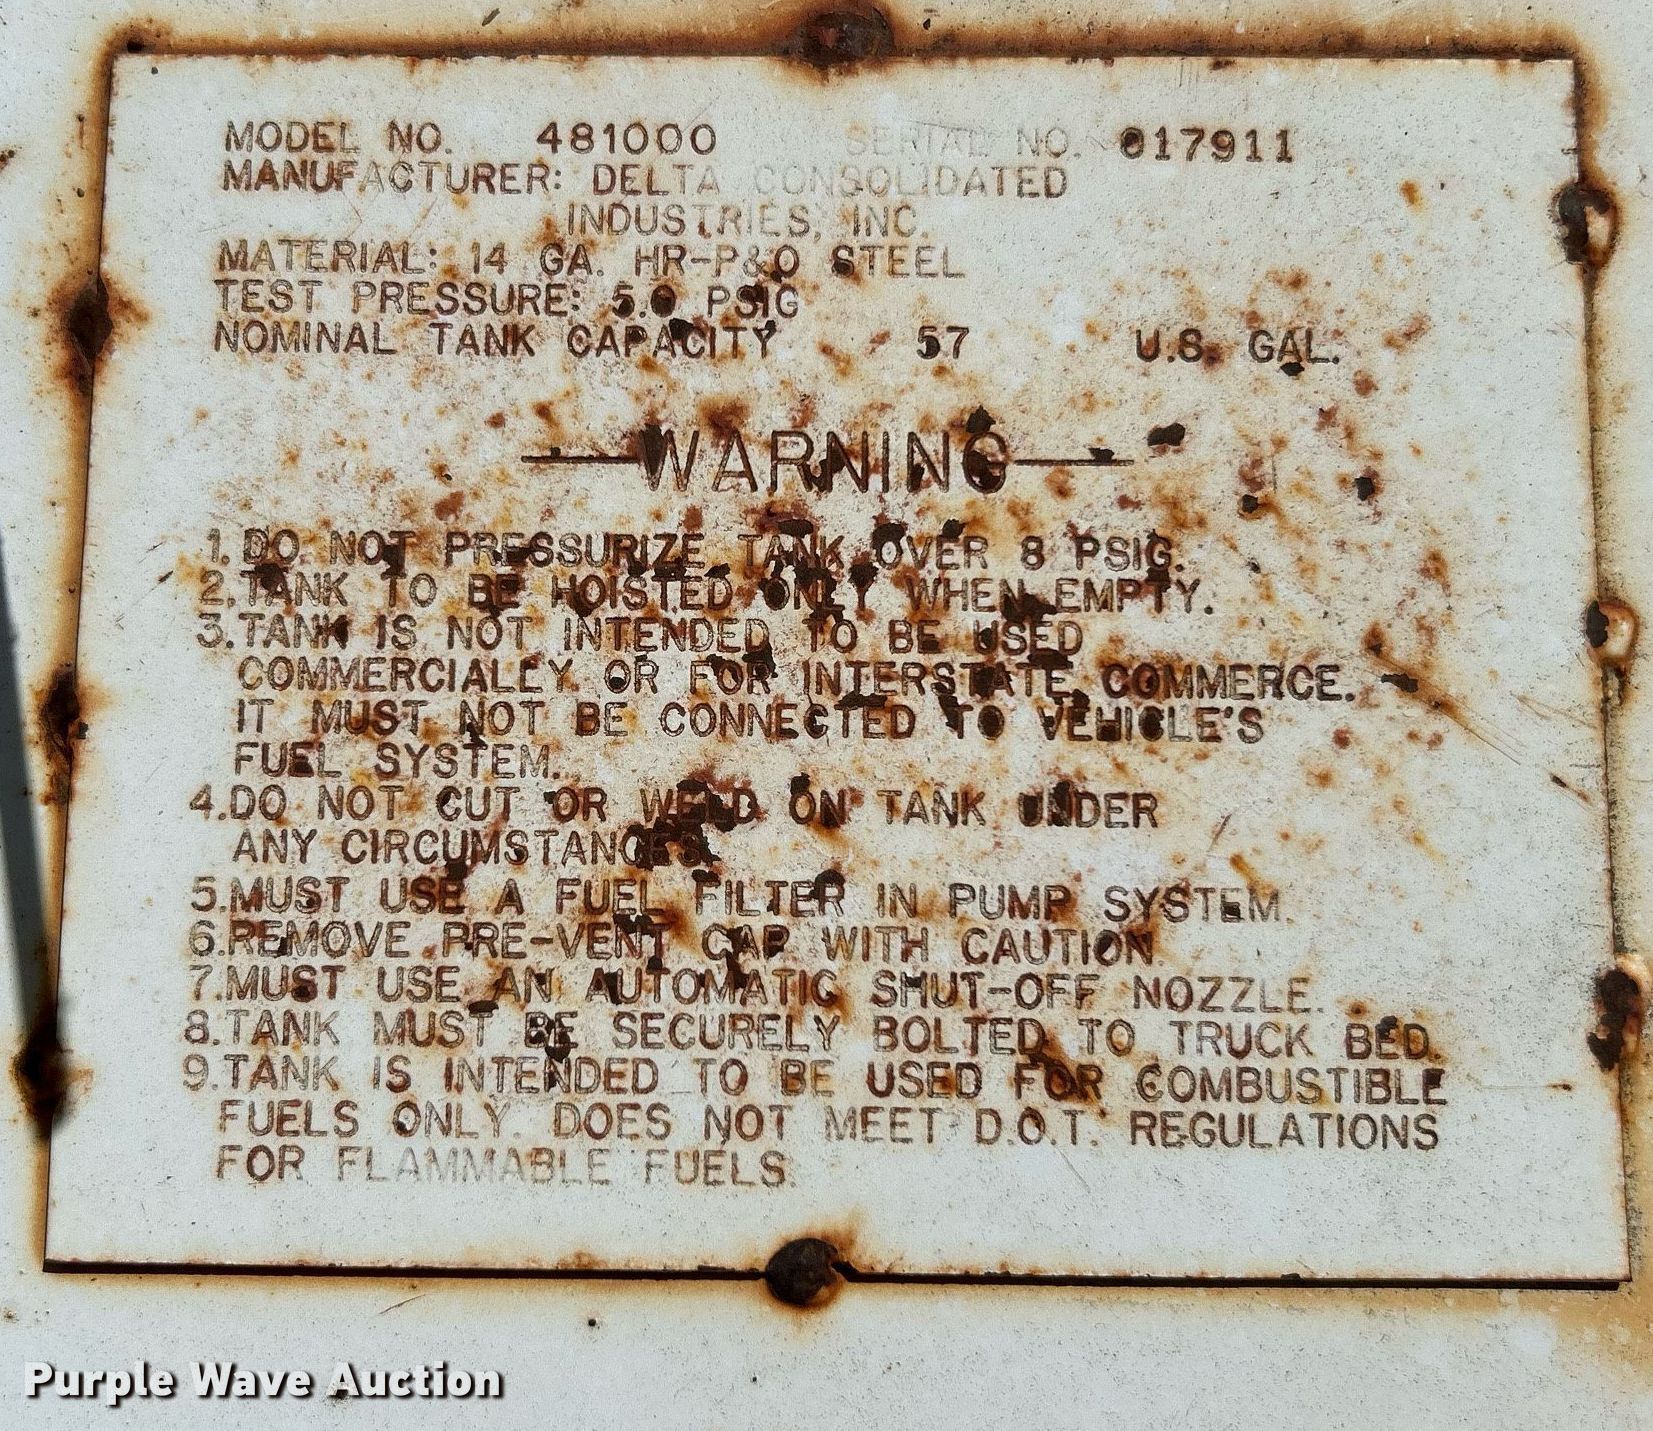 MODEL NO. 481000 SERIAL NO. 017911
MANUFACTURER: DELTA CONSOLIDATED
INDUSTRIES, INC.
MATERIAL: 14 GA. HR-P&O STEEL
TEST PRESSURE: 5.0 PSIG
NOMINAL TANK CAPACITY 57 U.S. GAL.
—WARNING—
1. DO NOT PRESSURIZE TANK OVER 8 PSIG.
2. TANK TO BE HOISTED ONLY WHEN EMPTY.
3. TANK IS NOT INTENDED TO BE USED
COMMERCIALLY OR FOR INTERSTATE COMMERCE.
IT MUST NOT BE CONNECTED TO VEHICLE'S
FUEL SYSTEM.
4. DO NOT CUT OR WELD ON TANK UNDER
ANY CIRCUMSTANCES.
5. MUST USE A FUEL FILTER IN PUMP SYSTEM.
6. REMOVE PRE-VENT CAP WITH CAUTION.
7. MUST USE AN AUTOMATIC SHUT-OFF NOZZLE.
8. TANK MUST BE SECURELY BOLTED TO TRUCK BED.
9. TANK IS INTENDED TO BE USED FOR COMBUSTIBLE
FUELS ONLY. DOES NOT MEET D.O.T. REGULATIONS
FOR FLAMMABLE FUELS.
Purple Wave Auction